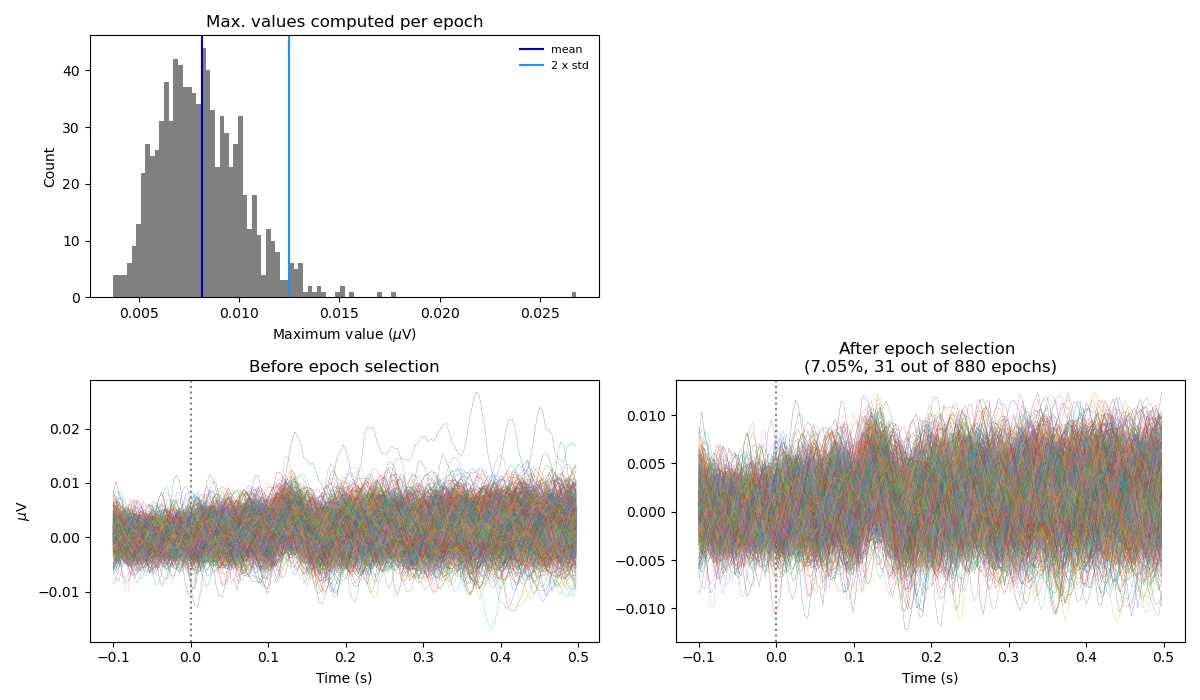 Max. values computed per epoch
mean
2 x std
40
30
20
10
0
Count
0.005 0.010 0.015 0.020 0.025
Maximum value (μV)
Before epoch selection
0.02
0.01
0.00
−0.01
μV
−0.1 0.0 0.1 0.2 0.3 0.4 0.5
Time (s)
After epoch selection
(7.05%, 31 out of 880 epochs)
0.010
0.005
0.000
−0.005
−0.010
−0.1 0.0 0.1 0.2 0.3 0.4 0.5
Time (s)